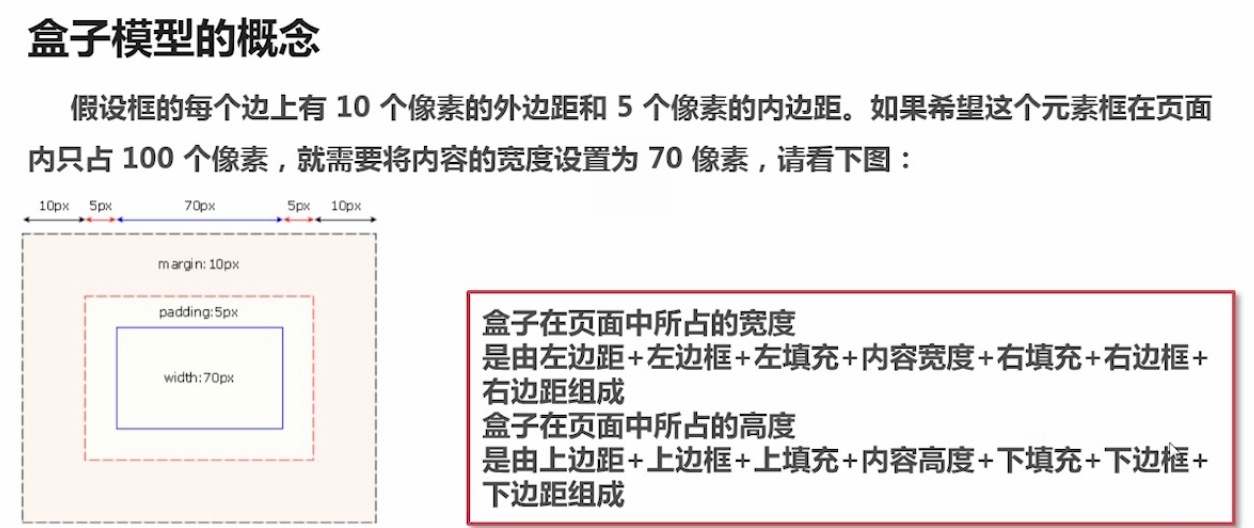 盒子模型的概念
假设框的每个边上有 10 个像素的外边距和 5 个像素的内边距。如果希望这个元素框在页面
内只占 100 个像素，就需要将内容的宽度设置为 70 像素，请看下图：
10px 5px 70px 5px 10px
margin:10px
padding:5px
width:70px
盒子在页面中所占的宽度
是由左边距+左边框+左填充+内容宽度+右填充+右边框+
右边距组成
盒子在页面中所占的高度
是由上边距+上边框+上填充+内容高度+下填充+下边框+
下边距组成